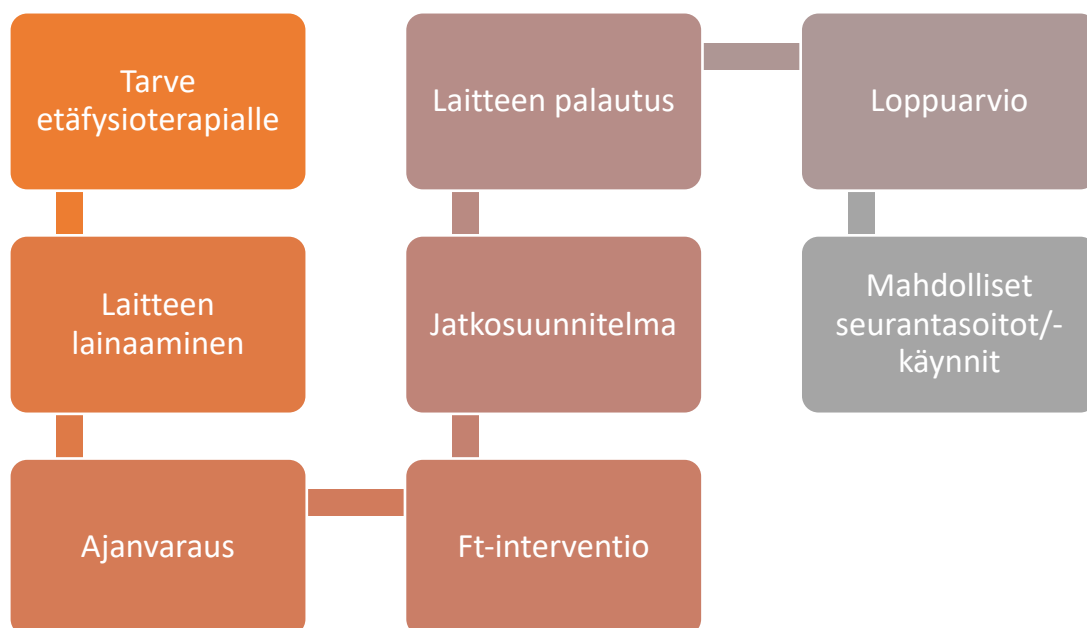 Tarve
etäfysioterapialle
Laitteen
lainaaminen
Ajanvaraus
Ft-interventio
Jatkosuunnitelma
Laitteen palautus
Loppuarvio
Mahdolliset
seurantasoitot/-
käynnit